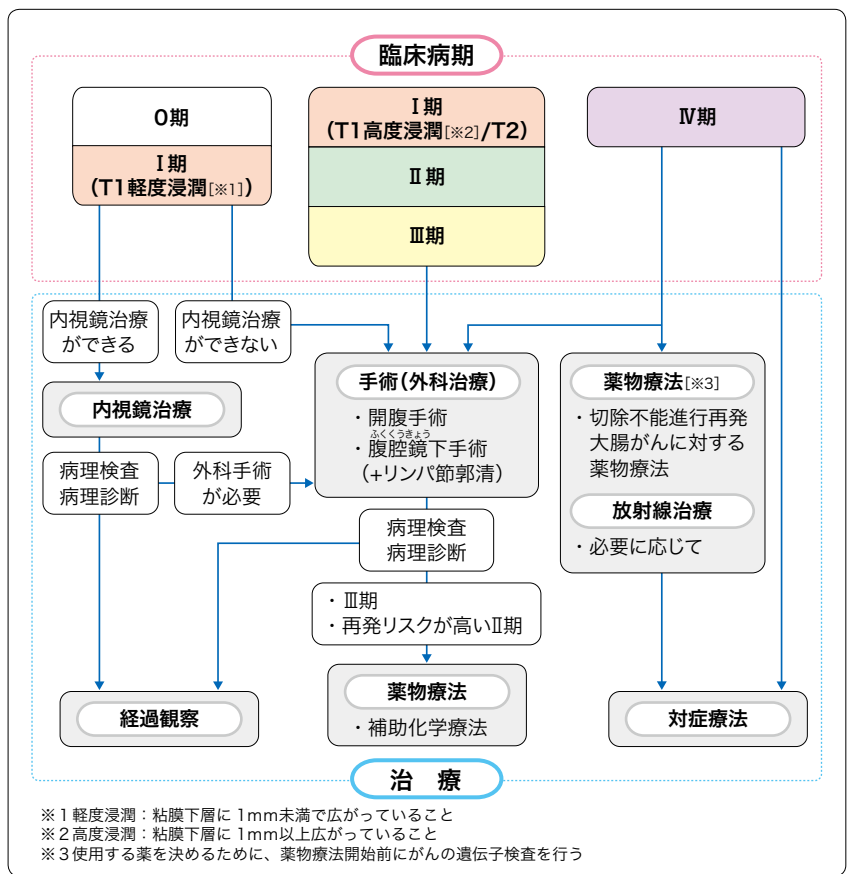 臨床病期
0期
Ⅰ期
(T1軽度浸潤[※1])
Ⅰ期
(T1高度浸潤[※2]/T2)
Ⅱ期
Ⅲ期
Ⅳ期
内視鏡治療
ができる
内視鏡治療
ができない
内視鏡治療
病理検査
病理診断
外科手術
が必要
手術(外科治療)
・開腹手術
ふくくうきょう
・腹腔鏡下手術
(+リンパ節郭清)
薬物療法[※3]
・切除不能進行再発
大腸がんに対する
薬物療法
放射線治療
・必要に応じて
病理検査
病理診断
・Ⅲ期
・再発リスクが高いⅡ期
経過観察
薬物療法
・補助化学療法
対症療法
治 療
※1軽度浸潤:粘膜下層に1mm未満で広がっていること
※2高度浸潤:粘膜下層に1mm以上広がっていること
※3使用する薬を決めるために、薬物療法開始前にがんの遺伝子検査を行う